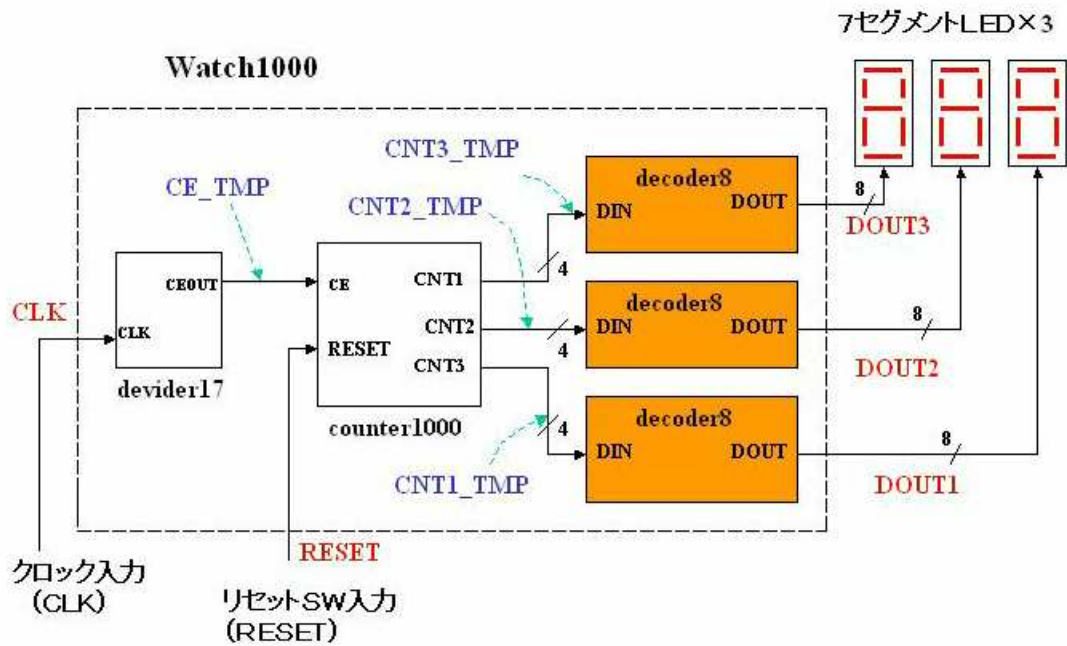 7セグメントLED×3
Watch1000
CNT3_TMP
CE_TMP
CNT2_TMP
decoder8
DIN
DOUT
8
DOUT3
CLK
CEOUT
CLK
devider17
CE
CNT1
CNT2
RESET
CNT3
counter1000
4
4
4
decoder8
DIN
DOUT
8
DOUT2
decoder8
DIN
DOUT
8
DOUT1
CNT1_TMP
RESET
クロック入力
(CLK)
リセットSW入力
(RESET)